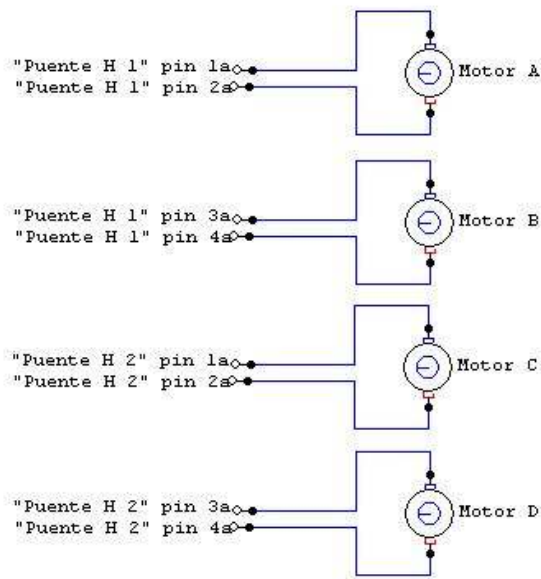 "Puente H 1" pin 1a
"Puente H 1" pin 2a
Motor A
"Puente H 1" pin 3a
"Puente H 1" pin 4a
Motor B
"Puente H 2" pin 1a
"Puente H 2" pin 2a
Motor C
"Puente H 2" pin 3a
"Puente H 2" pin 4a
Motor D